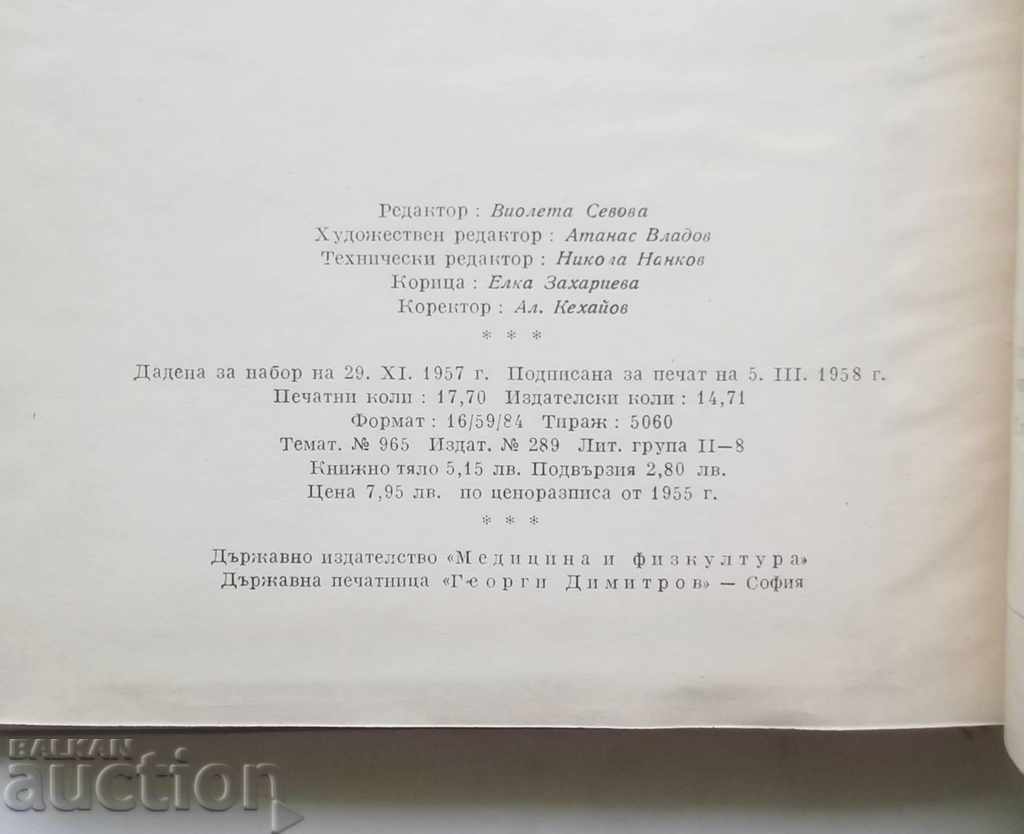 Редактор : Виолета Севова
Художествен редактор : Атанас Владов
Технически редактор : Никола Нанков
Корица : Елка Захариева
Коректор : Ал. Кехайов
* * *
Дадена за набор на 29. XI. 1957 г. Подписана за печат на 5. III. 1958 г.
Печатни коли : 17,70 Издателски коли : 14,71
Формат : 16/59/84 Тираж : 5060
Темат. № 965 Издат. № 289 Лит. група II—8
Книжно тяло 5,15 лв. Подвързия 2,80 лв.
Цена 7,95 лв. по ценоразписа от 1955 г.
* * *
Държавно издателство «Медицина и физкултура»
Държавна печатница «Георги Димитров» — София
BALKAN
auction